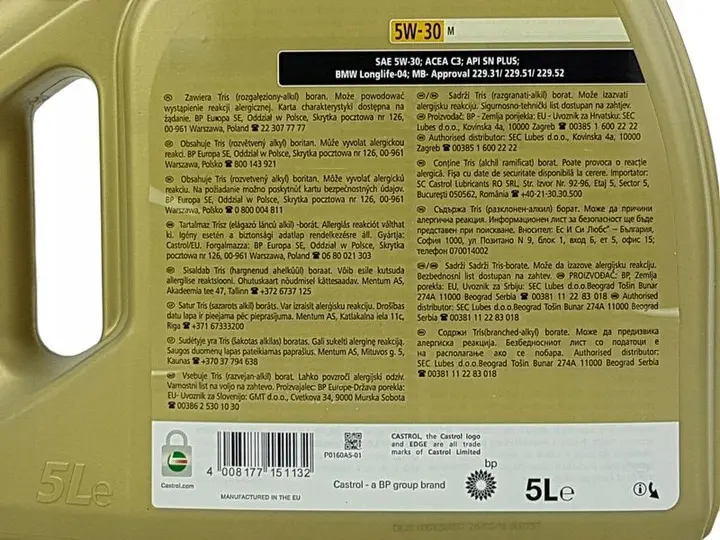 5W-30 M
SAE 5W-30; ACEA C3; API SN PLUS;
BMW Longlife-04; MB- Approval 229.31/ 229.51/ 229.52
Zawiera Tris (rozgałęziony-alkil) boran. Może powodować
wystąpienie reakcji alergicznej. Karta charakterystyki dostępna na
żądanie. BP Europa SE, Oddział w Polsce, Skrytka pocztowa nr 126,
00-961 Warszawa, Poland ☎ 22 307 77 77
Obsahuje Tris (rozvětvený alkyl) boritan. Může vyvolat alergickou
reakci. BP Europa SE, Oddział w Polsce, Skrytka pocztowa nr 126, 00-
961 Warszawa ☎ 800 143 921
Obsahuje Tris (rozvetvený alkyl) boritan. Môže vyvolať alergickú
reakciu. Na požiadanie možno poskytnúť kartu bezpečnostných údajov.
BP Europa SE, Oddział w Polsce, Skrytka pocztowa nr 126, 00-961
Warszawa ☎ 0 800 004 811
Tartalmaz Trisz (elágazó láncú alkil) -borát. Allergiás reakciót válthat
ki. Igény esetén a biztonsági adatlap rendelkezésre áll. Gyártja:
Castrol/EU. Forgalmazza: BP Europa SE, Oddział w Polsce, Skrytka
pocztowa nr 126, 00-961 Warszawa, Poland ☎ 06 80 021 303
Sisaldab Tris (hargnenud ahelküül) boraat. Võib esile kutsuda
allergilise reaktsiooni. Ohutuskaart nõudmisel kättesaadav. Mentum AS,
Akadeemia tee 47, Tallinn ☎ +372 6737 125
Satur Tris (sazarots alkil) borāts. Var izraisīt alerģisku reakciju. Drošības
datu lapa ir pieejama pēc pieprasījuma. Mentum AS, Katlakalna iela 11c,
Riga ☎ +371 67333200
Sudėtyje yra Tris (šakotas alkilas) boratas. Gali sukelti alerginę reakciją.
Saugos duomenų lapas pateikiamas paprašius. Mentum AS, Mituvos g. 5,
Kaunas ☎ +370 37 794 638
Vsebuje Tris (razvejan-alkil) borat. Lahko povzroči alergijski odziv.
Varnostni list na voljo na zahtevo. Proizvajalec: BP Europe-Država porekla:
EU- Uvoznik za Slovenijo: GMT d.o.o., Cvetkova 34, 9000 Murska Sobota
☎ 00386 2 530 10 30
Sadrži Tris (razgranati-alkil) borat. Može izazvati
alergijsku reakciju. Sigurnosno-tehnički list dostupan na zahtjev.
Proizvođač: BP - Zemlja porijekla: EU - Uvoznik za Hrvatsku: SEC
Lubes d.o.o., Kovinska 4a, 10000 Zagreb ☎ 00385 1 600 22 22
Authorised distributor: SEC Lubes d.o.o., Kovinska 4a, 10000
Zagreb ☎ 00385 1 600 22 22
Conține Tris (alchil ramificat) borat. Poate provoca o reacție
alergică. Fișa cu date de securitate disponibilă la cerere. Importator:
SC Castrol Lubricants RO SRL, Str. Izvor Nr. 92-96, Etaj 5, Sector 5,
București 050562, România ☎ +40-21-30.30.500
Съдържа Трис (разклонен-алкил) борат. Може да причини
алергична реакция. Информационен лист за безопасност ще бъде
представен при поискване. Вносител: Ес И Си Любс" – България,
София 1000, ул Позитано N 9, блок 1, вход Б, ет 5, офис 15;
телефон 070014002
Sadrži Sadrži Tris-borate. Može da izazove alergijsku reakciju.
Bezbednosni list dostupan na zahtev. PROIZVOĐAČ: BP, Zemlja
porekla: EU, Uvoznik za Srbiju: SEC Lubes d.o.o.Beograd Tošin Bunar
274A 11000 Beograd Serbia ☎ 00381 11 22 83 018 Authorised
distributor: SEC Lubes d.o.o.Beograd Tošin Bunar 274A 11000 Beograd
Serbia ☎ 00381 11 22 83 018
Содржи Tris(branched-alkyl) borate. Може да предизвика
алергиска реакција. Безбедносниот лист со податоци е
на располагање ако се побара. Authorised distributor:
SEC Lubes d.o.o.Beograd Tošin Bunar 274A 11000 Beograd Serbia
☎ 00381 11 22 83 018
Castrol.com
4 008177 151132
MANUFACTURED IN THE EU
P0160AS-01
CASTROL, the Castrol logo
and EDGE are all trade
marks of Castrol Limited
Castrol - a BP group brand
bp
5L℮
5L℮